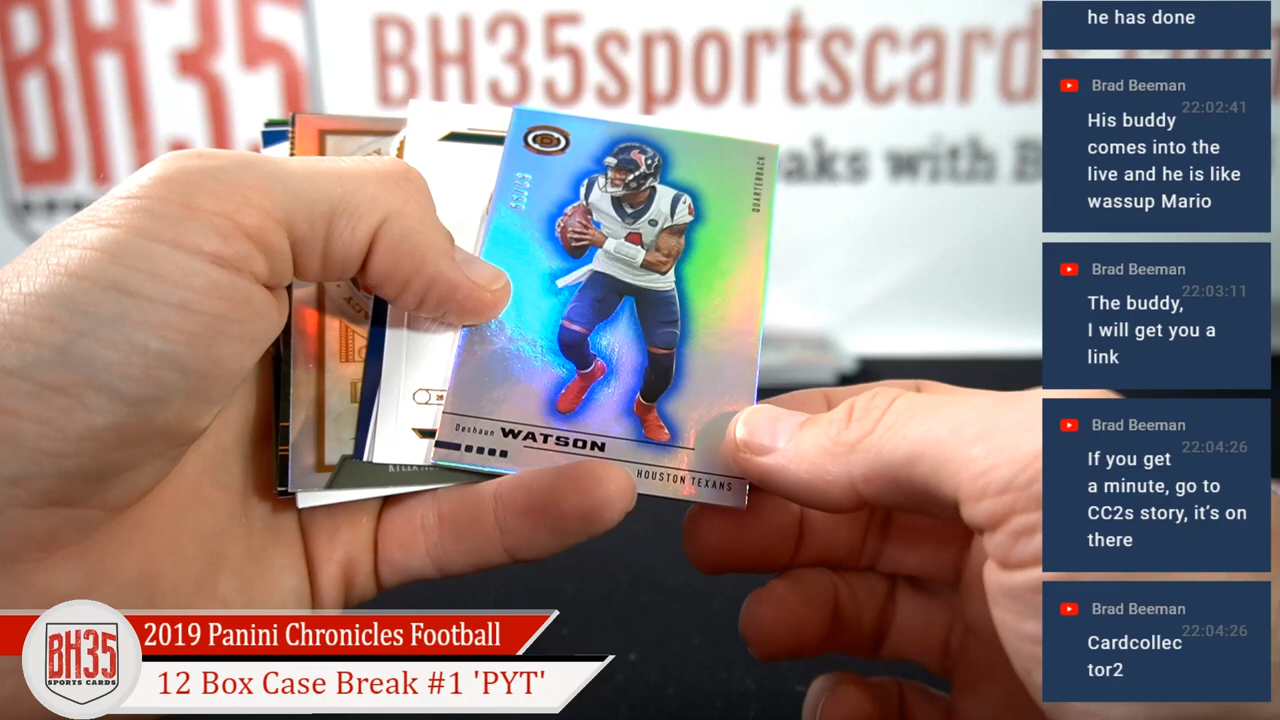 BH35
BH35sportscards
aks with B
QUARTERBACK
Deshaun WATSON
HOUSTON TEXANS
2019 Panini Chronicles Football
12 Box Case Break #1 'PYT'
BH35
SPORTS CARDS
he has done
Brad Beeman
22:02:41
His buddy
comes into the
live and he is like
wassup Mario
Brad Beeman
22:03:11
The buddy,
I will get you a
link
Brad Beeman
22:04:26
If you get
a minute, go to
CC2s story, it's on
there
Brad Beeman
22:04:26
Cardcollec
tor2